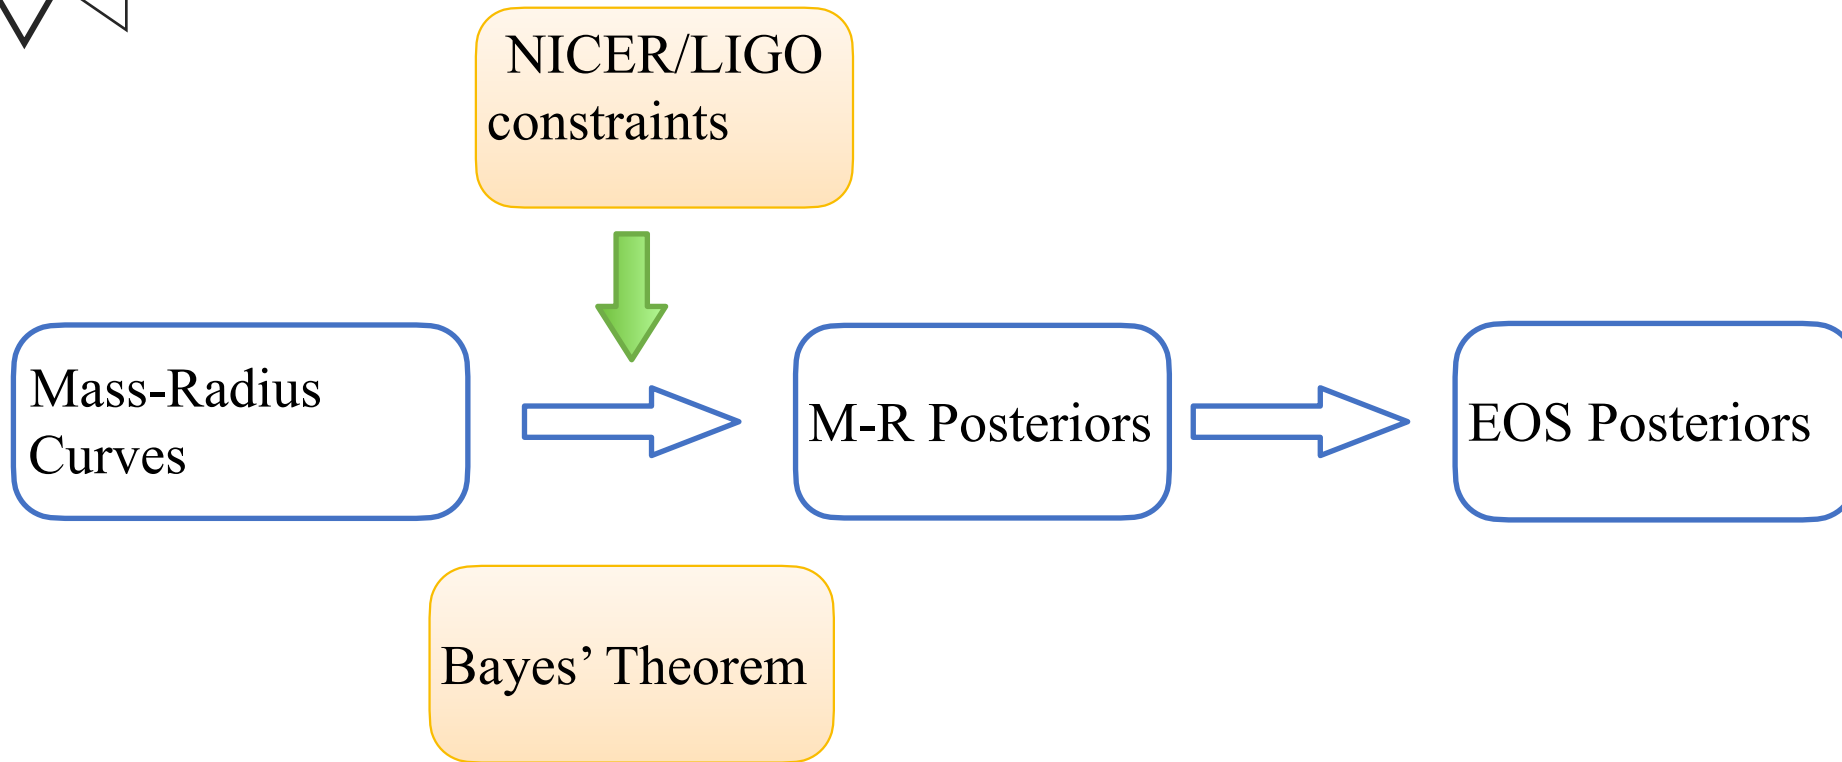 NICER/LIGO
constraints
Mass-Radius
Curves
M-R Posteriors
EOS Posteriors
Bayes’ Theorem